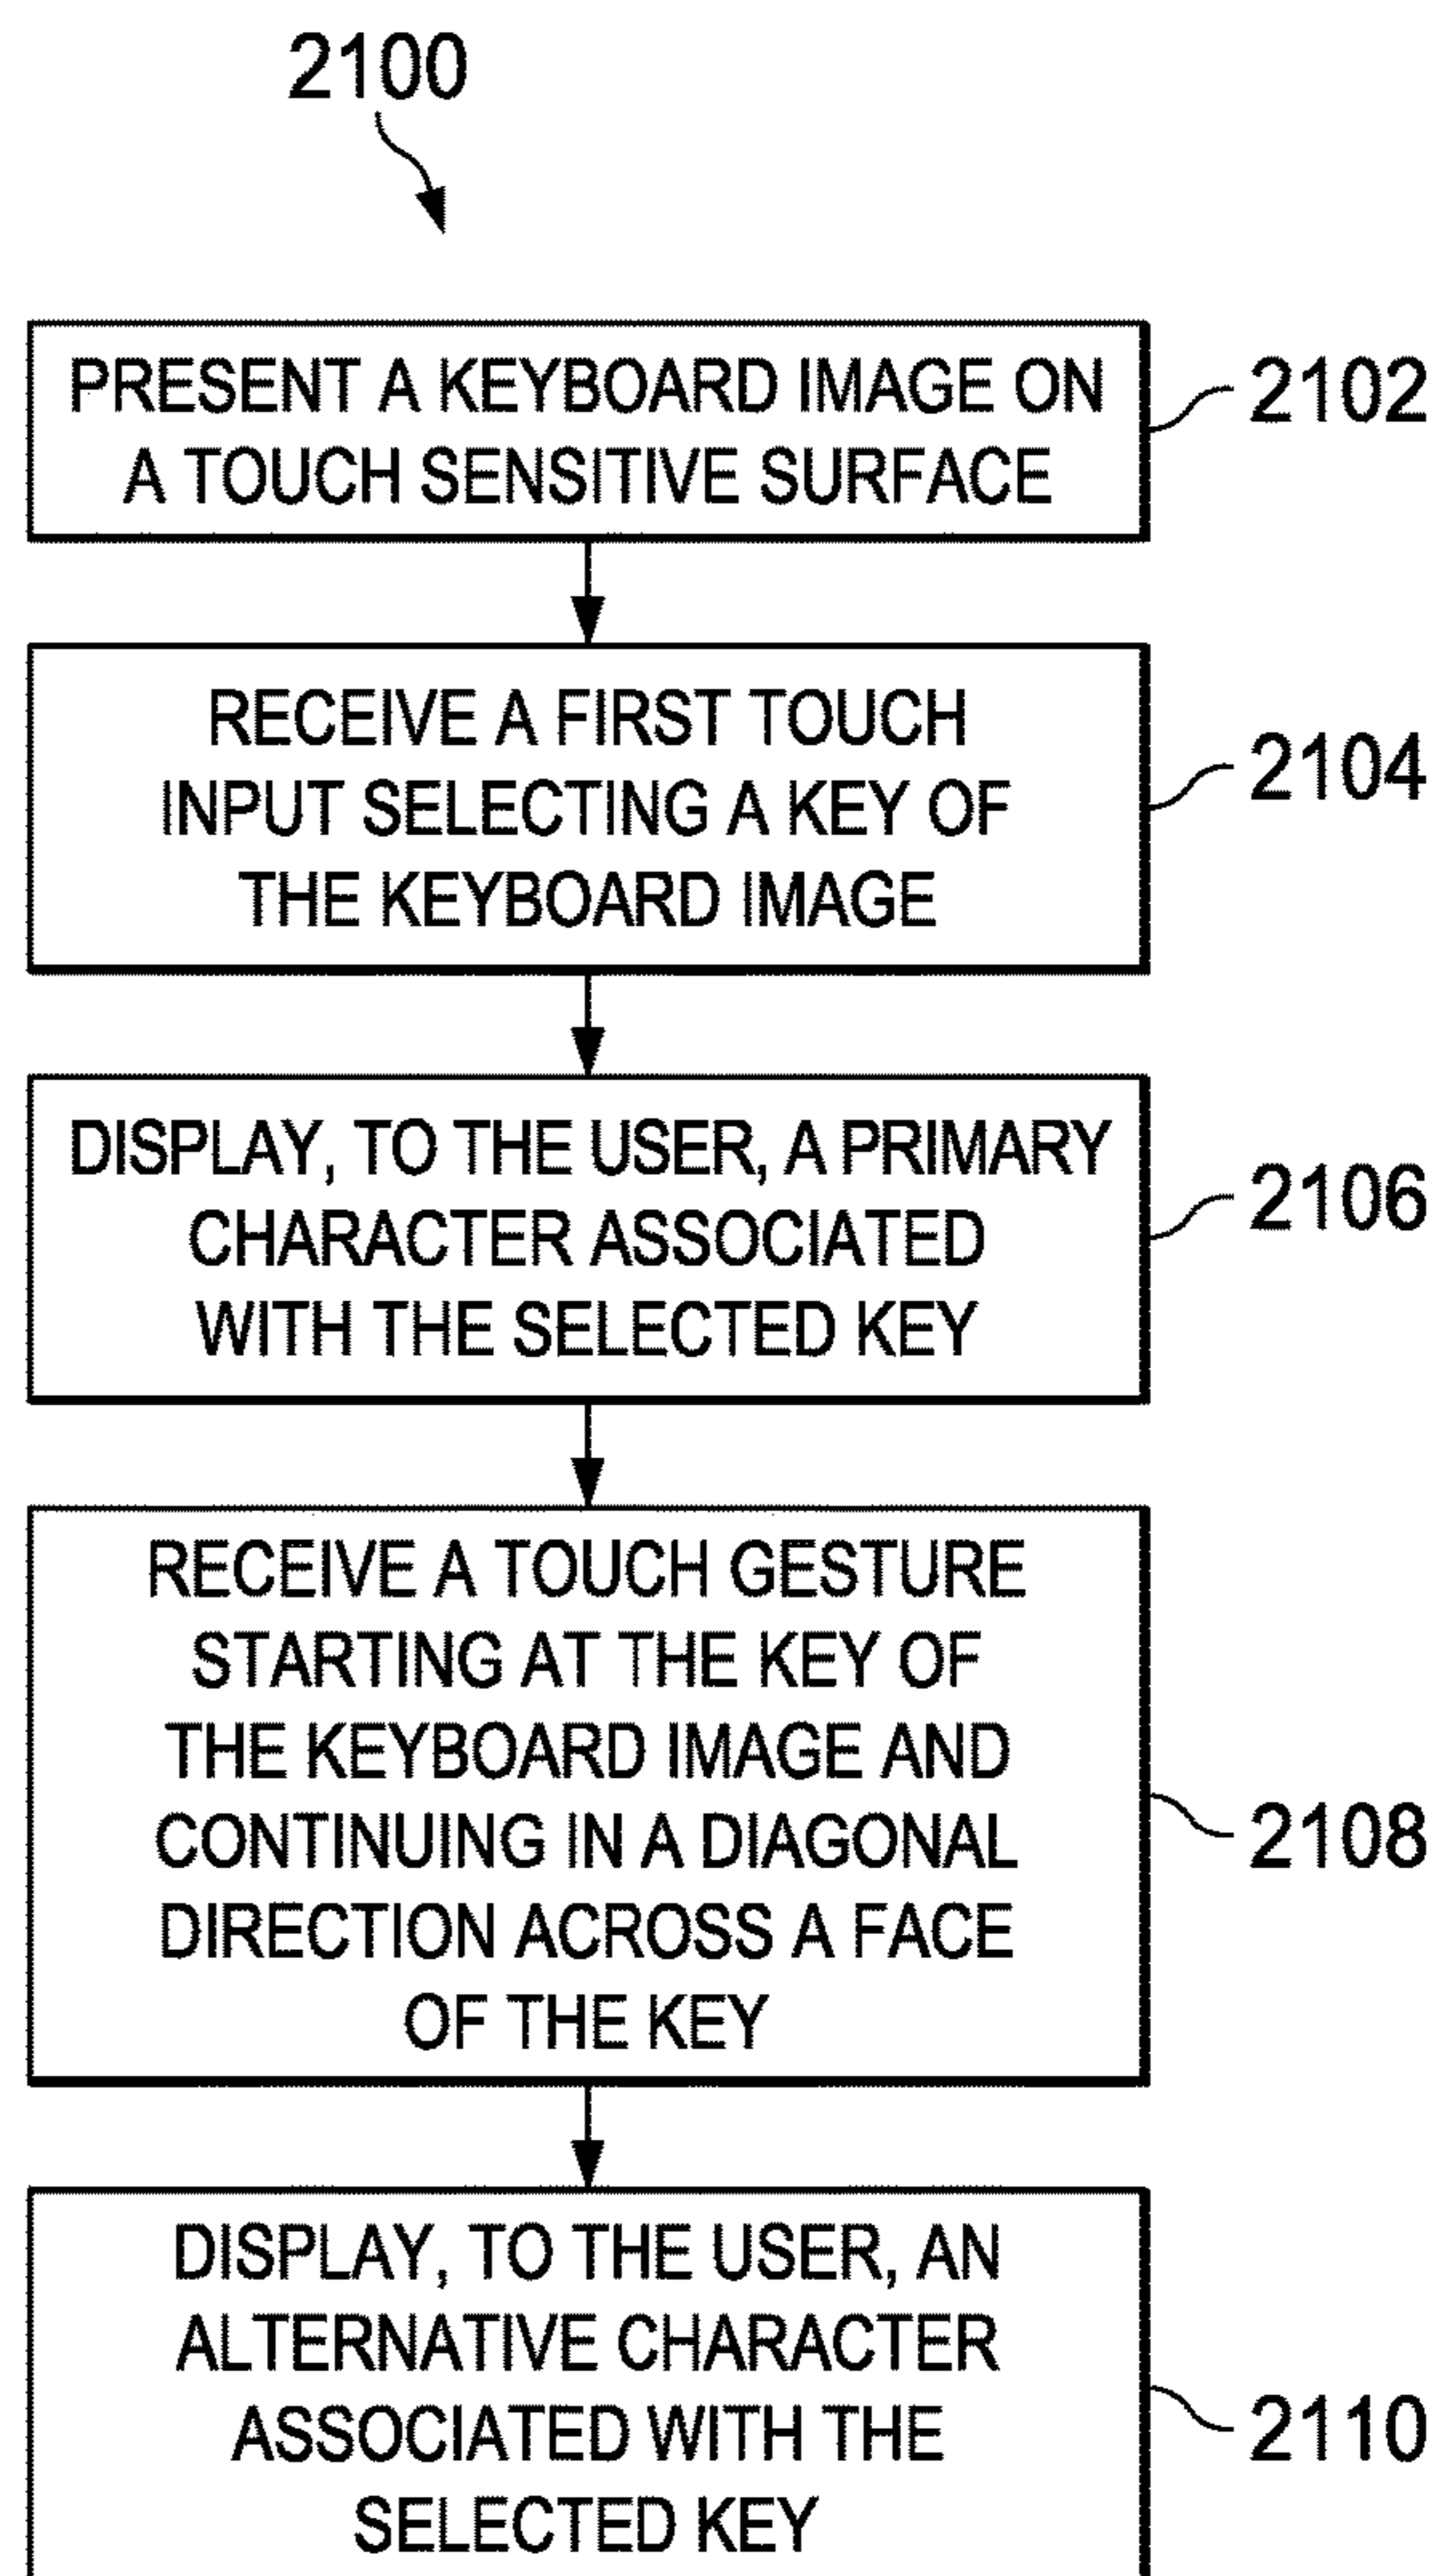 2100
PRESENT A KEYBOARD IMAGE ON
A TOUCH SENSITIVE SURFACE
2102
RECEIVE A FIRST TOUCH
INPUT SELECTING A KEY OF
THE KEYBOARD IMAGE
2104
DISPLAY, TO THE USER, A PRIMARY
CHARACTER ASSOCIATED
WITH THE SELECTED KEY
2106
RECEIVE A TOUCH GESTURE
STARTING AT THE KEY OF
THE KEYBOARD IMAGE AND
CONTINUING IN A DIAGONAL
DIRECTION ACROSS A FACE
OF THE KEY
2108
DISPLAY, TO THE USER, AN
ALTERNATIVE CHARACTER
ASSOCIATED WITH THE
SELECTED KEY
2110